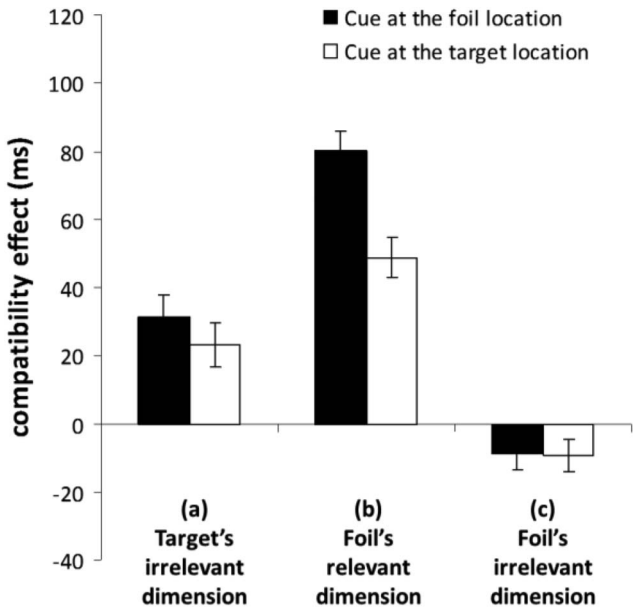 120
100
80
60
40
20
0
-20
-40
compatibility effect (ms)
Cue at the foil location
Cue at the target location
(a)
Target's
irrelevant
dimension
(b)
Foil's
relevant
dimension
(c)
Foil's
irrelevant
dimension